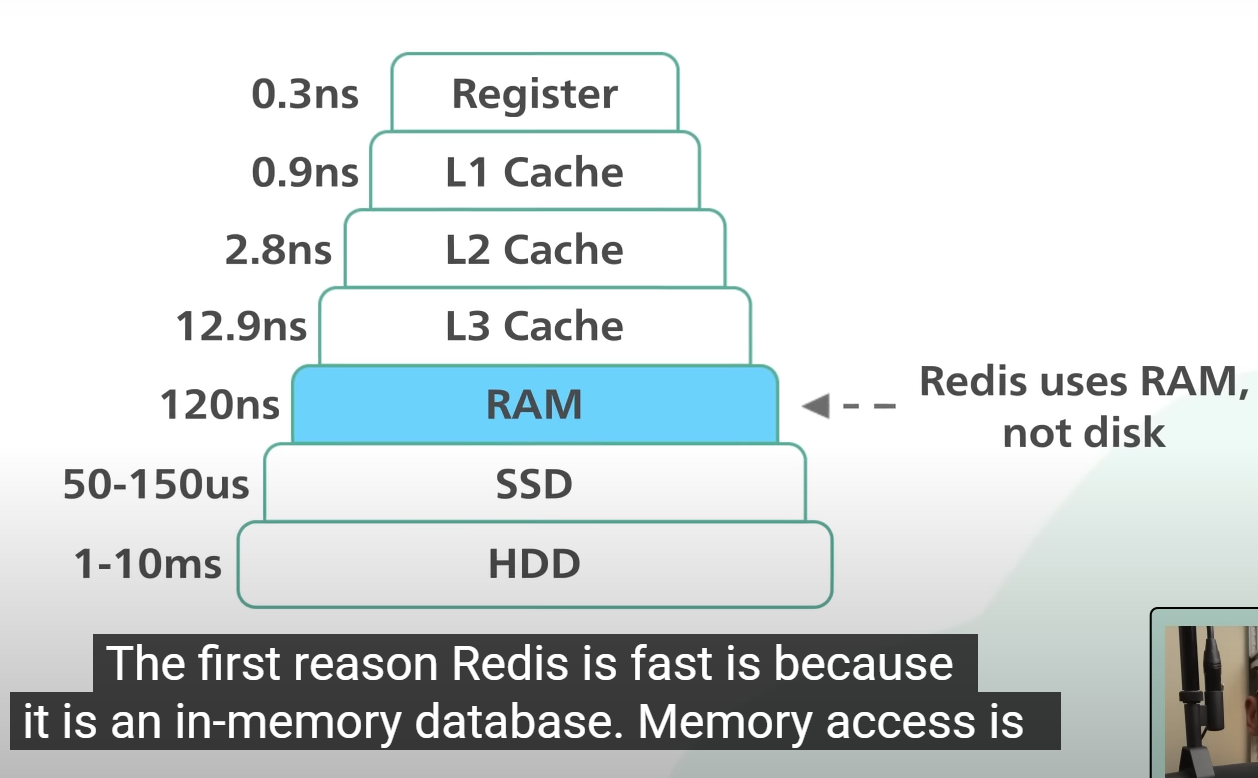 0.3ns Register
0.9ns L1 Cache
2.8ns L2 Cache
12.9ns L3 Cache
120ns RAM
Redis uses RAM,
not disk
50-150us SSD
1-10ms HDD
The first reason Redis is fast is because
it is an in-memory database. Memory access is